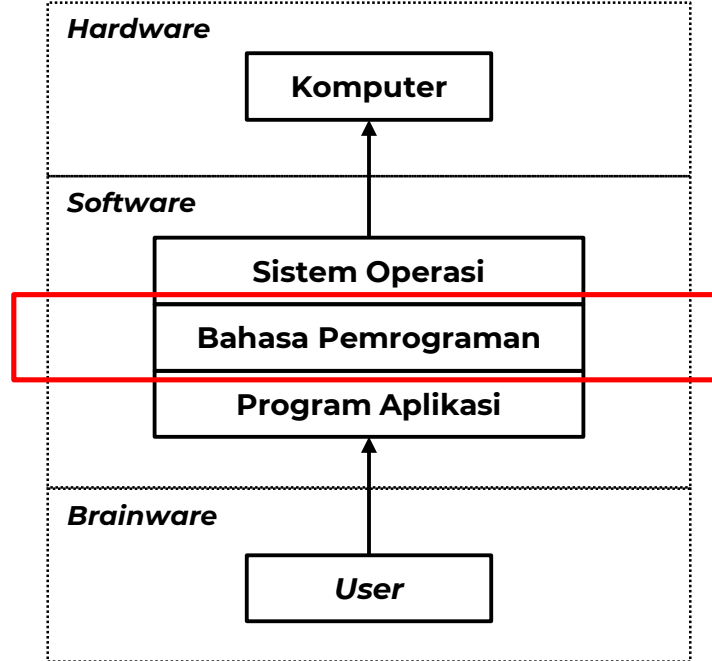 Hardware
Komputer
Software
Sistem Operasi
Bahasa Pemrograman
Program Aplikasi
Brainware
User